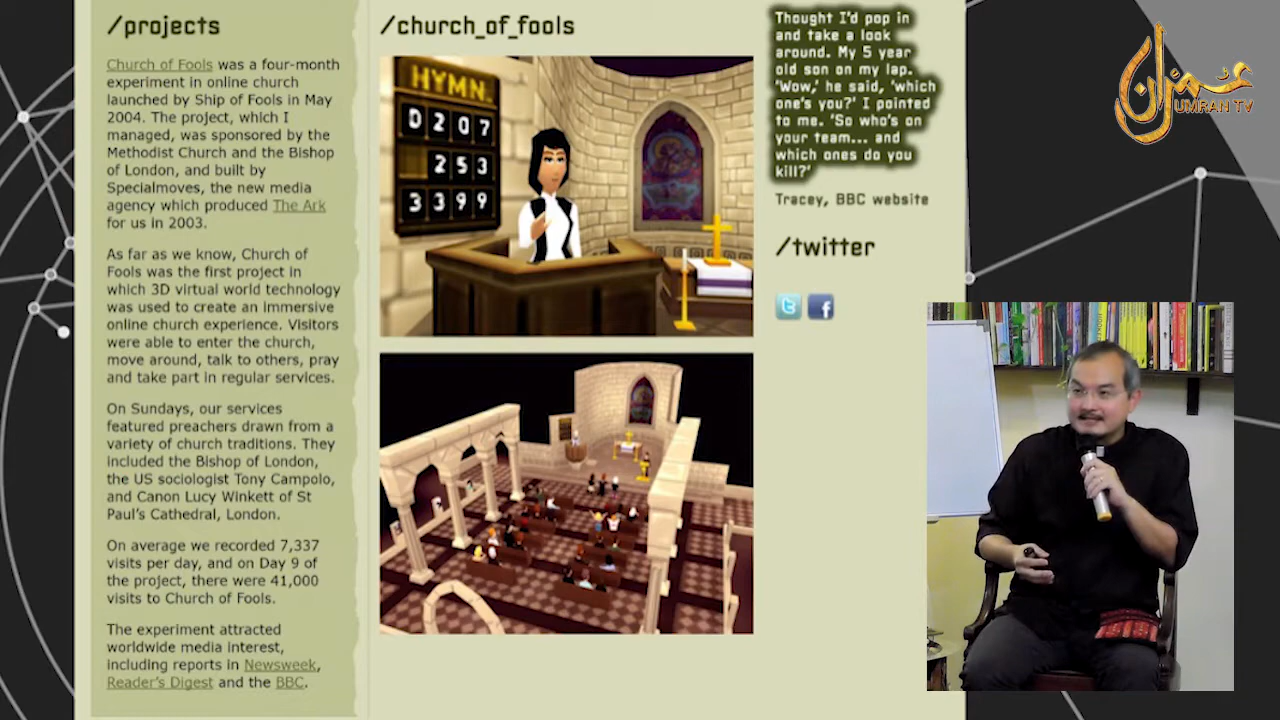 /projects
Church of Fools was a four-month
experiment in online church
launched by Ship of Fools in May
2004. The project, which I
managed, was sponsored by the
Methodist Church and the Bishop
of London, and built by
Specialmoves, the new media
agency which produced The Ark
for us in 2003.
As far as we know, Church of
Fools was the first project in
which 3D virtual world technology
was used to create an immersive
online church experience. Visitors
were able to enter the church,
move around, talk to others, pray
and take part in regular services.
On Sundays, our services
featured preachers drawn from a
variety of church traditions. They
included the Bishop of London,
the US sociologist Tony Campolo,
and Canon Lucy Winkett of St
Paul's Cathedral, London.
On average we recorded 7,337
visits per day, and on Day 9 of
the project, there were 41,000
visits to Church of Fools.
The experiment attracted
worldwide media interest,
including reports in Newsweek,
Reader's Digest and the BBC.
/church_of_fools
HYMN.
D 2 0 7
2 5 3
3 3 9 9
Thought I'd pop in
and take a look
around. My 5 year
old son on my lap.
'Wow,' he said, 'which
one's you?' I pointed
to me. 'So who's on
your team... and
which ones do you
kill?'
Tracey, BBC website
/twitter
t f
عمران
UMRAN TV